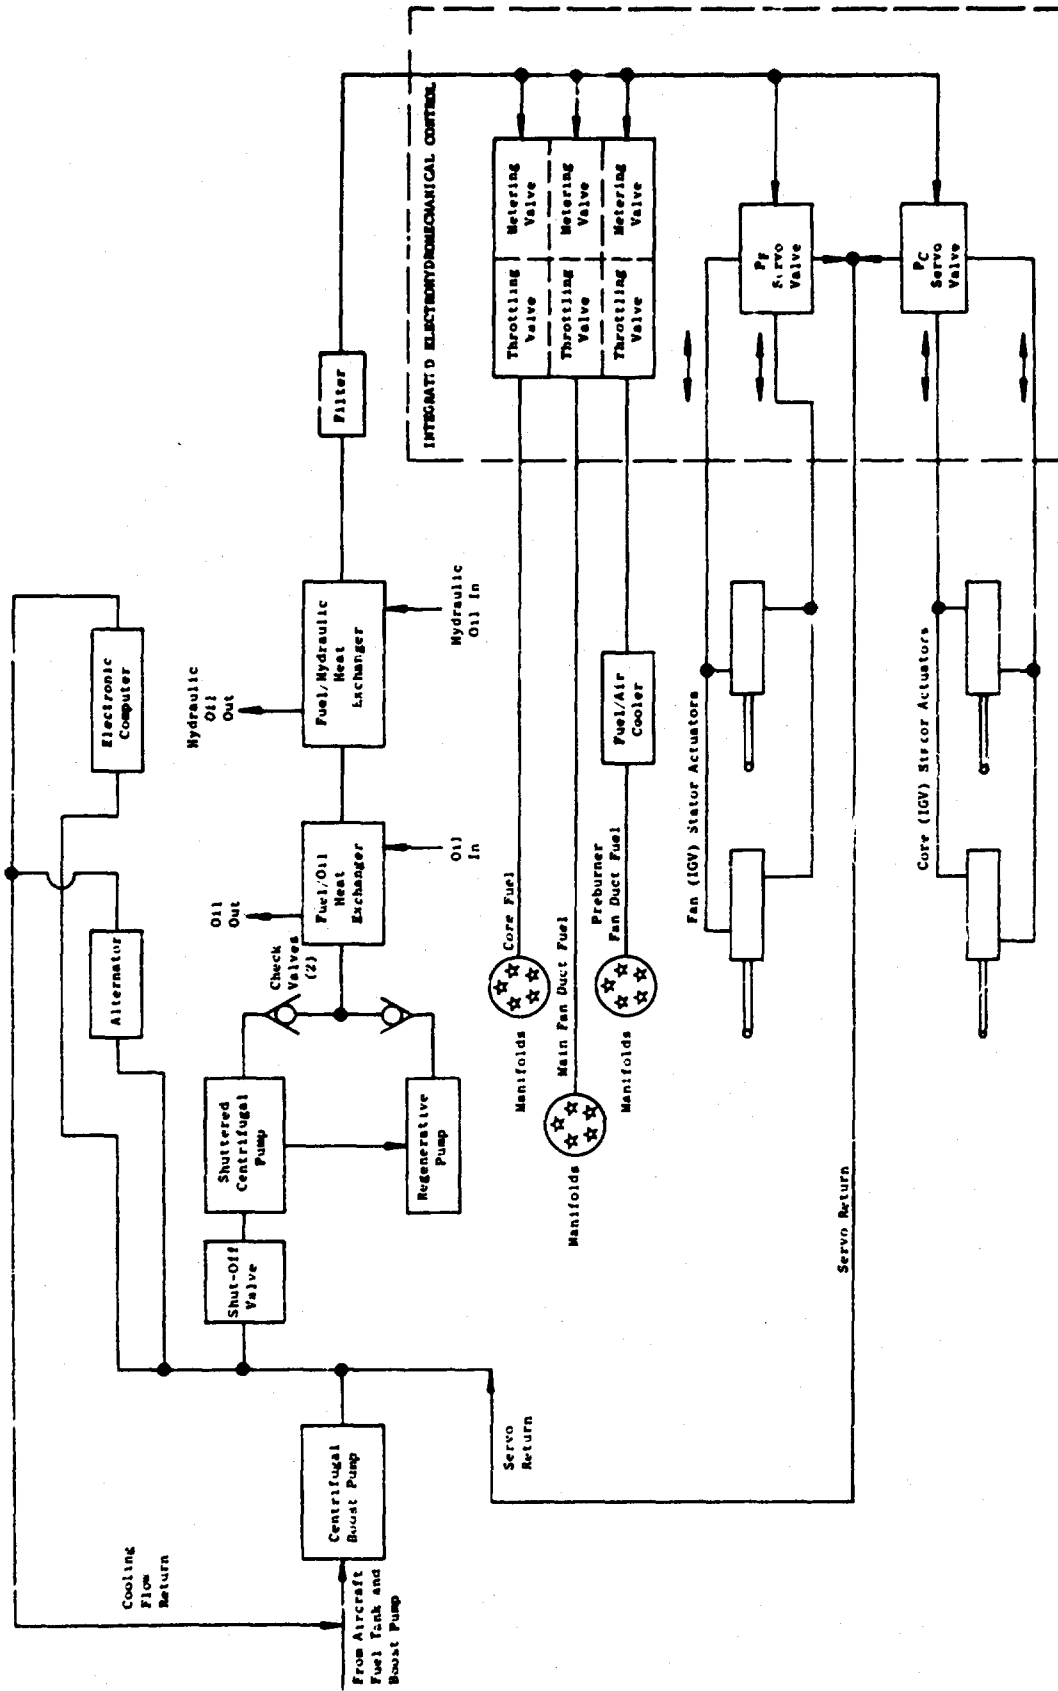 Cooling
Flow
Return
From Aircraft
Fuel Tank and
Boost Pump
Centrifugal
Boost Pump
Servo
Return
Shut-Off
Valve
Shuttered
Centrifugal
Pump
Regenerative
Pump
Check
Valves
(2)
Alternator
Electronic
Computer
Oil
Out
Fuel/Oil
Heat
Exchanger
Oil
In
Hydraulic
Oil
Out
Fuel/Hydraulic
Heat
Exchanger
Hydraulic
Oil In
Filter
INTEGRATED ELECTROHYDROMECHANICAL CONTROL
Throttling
Valve
Metering
Valve
Throttling
Valve
Metering
Valve
Throttling
Valve
Metering
Valve
Core Fuel
Manifolds
Main Fan Duct Fuel
Manifolds
Preburner
Fan Duct Fuel
Manifolds
Fuel/Air
Cooler
PF
Servo
Valve
PC
Servo
Valve
Fan (IGV) Stator Actuators
Servo Return
Core (IGV) Stator Actuators